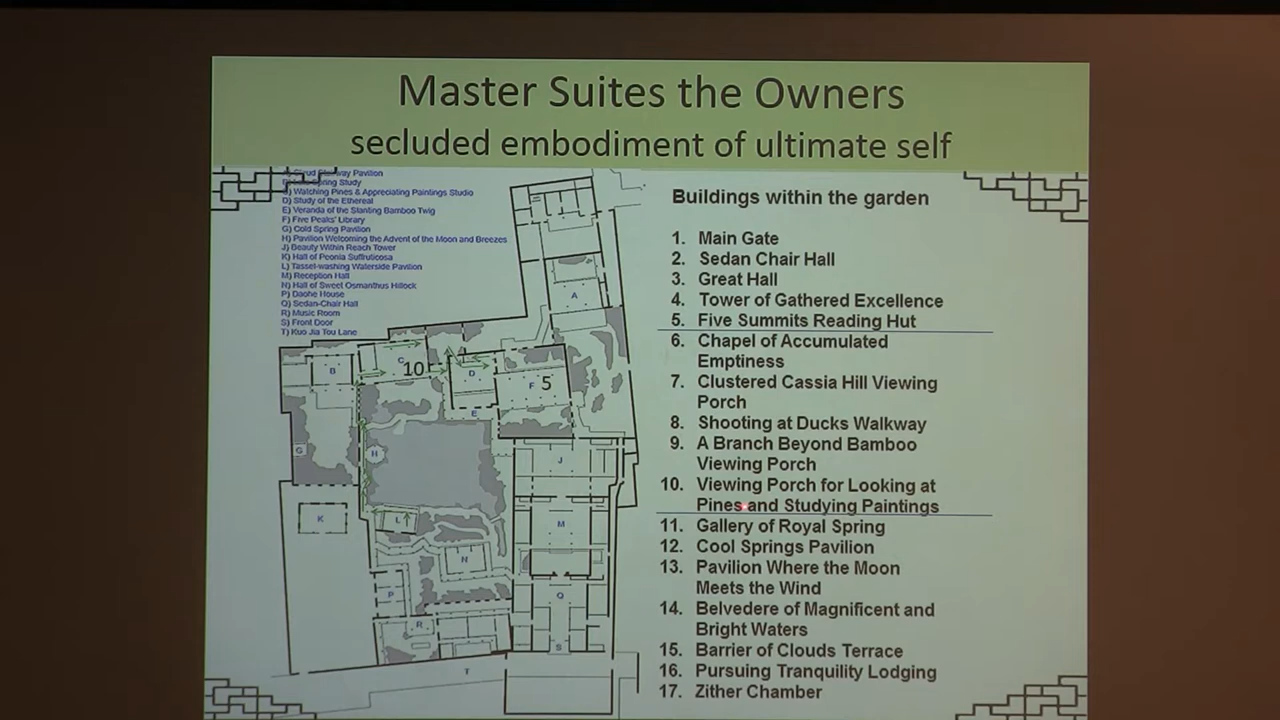 Master Suites the Owners
secluded embodiment of ultimate self
Pavilion
Spring Study
Watching Pines & Appreciating Paintings Studio
D) Study of the Ethereal
E) Veranda of the Slanting Bamboo Twig
F) Five Peaks' Library
G) Cold Spring Pavilion
H) Pavilion Welcoming the Advent of the Moon and Breezes
J) Beauty Within Reach Tower
K) Hall of Peonia Suffruticosa
L) Tassel-washing Waterside Pavilion
M) Reception Hall
N) Hall of Sweet Osmanthus Hillock
P) Daohe House
Q) Sedan-Chair Hall
R) Music Room
S) Front Door
T) Kuo Jia Tou Lane
A
B
C
10
D
F
5
E
G
H
J
K
L
M
N
P
Q
R
S
T
Buildings within the garden
1. Main Gate
2. Sedan Chair Hall
3. Great Hall
4. Tower of Gathered Excellence
5. Five Summits Reading Hut
6. Chapel of Accumulated
Emptiness
7. Clustered Cassia Hill Viewing
Porch
8. Shooting at Ducks Walkway
9. A Branch Beyond Bamboo
Viewing Porch
10. Viewing Porch for Looking at
Pines and Studying Paintings
11. Gallery of Royal Spring
12. Cool Springs Pavilion
13. Pavilion Where the Moon
Meets the Wind
14. Belvedere of Magnificent and
Bright Waters
15. Barrier of Clouds Terrace
16. Pursuing Tranquility Lodging
17. Zither Chamber